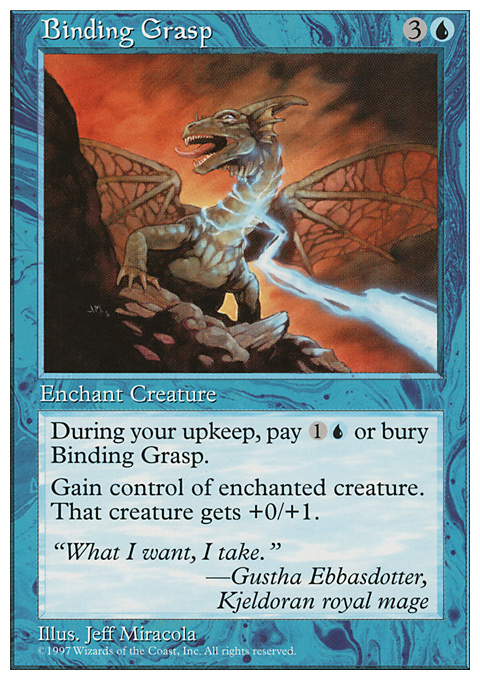 Binding Grasp 3
Enchant Creature
During your upkeep, pay 1 or bury
Binding Grasp.
Gain control of enchanted creature.
That creature gets +0/+1.
“What I want, I take.”
—Gustha Ebbasdotter,
Kjeldoran royal mage
Illus. Jeff Miracola
©1997 Wizards of the Coast, Inc. All rights reserved.